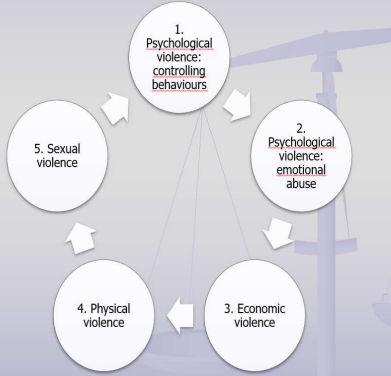 1.
Psychological
violence:
controlling
behaviours
2.
Psychological
violence:
emotional
abuse
3. Economic
violence
4. Physical
violence
5. Sexual
violence